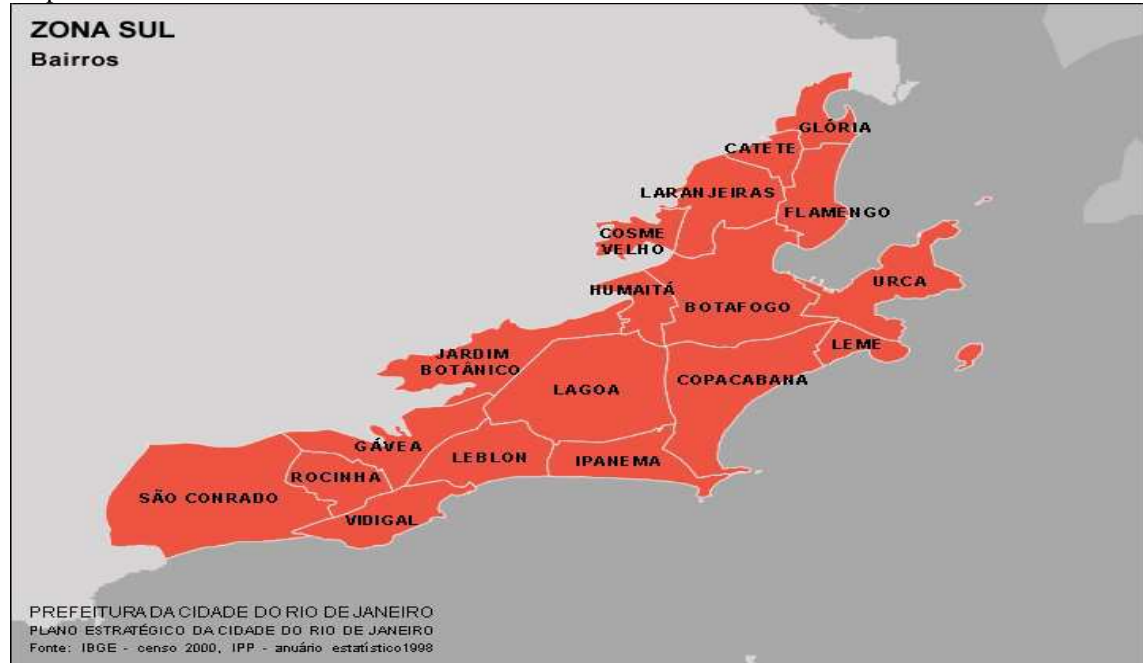 ZONA SUL
Bairros
GLÓRIA
CATETE
LARANJEIRAS
FLAMENGO
COSME
VELHO
URCA
HUMAITÁ
BOTAFOGO
LEME
JARDIM
BOTÂNICO
COPACABANA
LAGOA
GÁVEA
LEBLON
IPANEMA
ROCINHA
SÃO CONRADO
VIDIGAL
PREFEITURA DA CIDADE DO RIO DE JANEIRO
PLANO ESTRATÉGICO DA CIDADE DO RIO DE JANEIRO
Fonte: IBGE - censo 2000, IPP - anuário estatístico1998